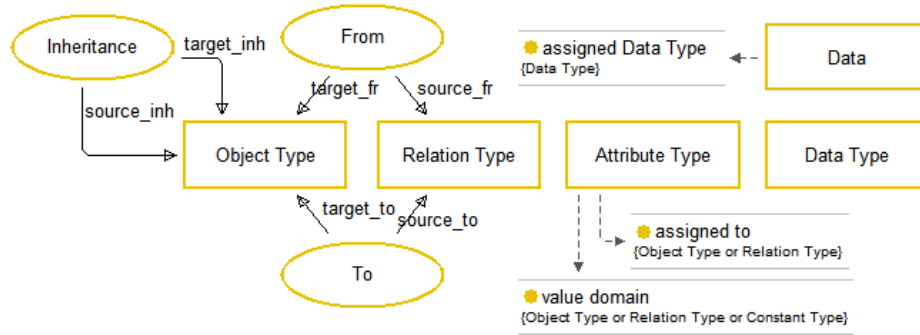 Inheritance
target_inh
From
assigned Data Type
{Data Type}
Data
source_inh
target_fr
source_fr
Object Type
Relation Type
Attribute Type
Data Type
target_to
source_to
assigned to
{Object Type or Relation Type}
To
value domain
{Object Type or Relation Type or Constant Type}